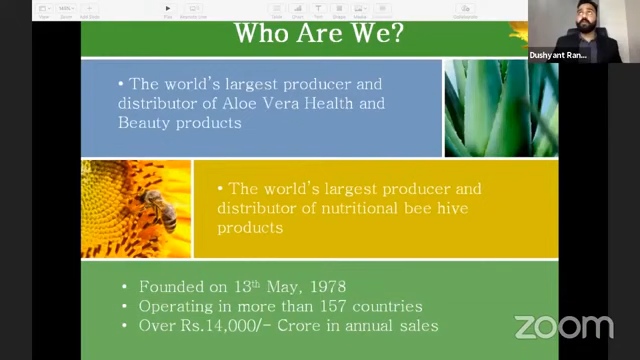 Who Are We?
Dushyant Ran...
• The world's largest producer and
distributor of Aloe Vera Health and
Beauty products
• The world's largest producer and
distributor of nutritional bee hive
products
• Founded on 13th May, 1978
• Operating in more than 157 countries
• Over Rs.14,000/- Crore in annual sales
zoom